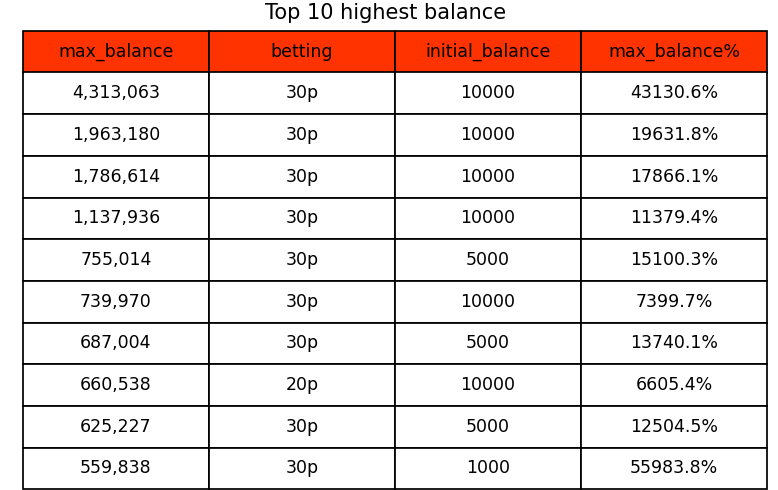 Top 10 highest balance
max_balance betting initial_balance max_balance%
4,313,063 30p 10000 43130.6%
1,963,180 30p 10000 19631.8%
1,786,614 30p 10000 17866.1%
1,137,936 30p 10000 11379.4%
755,014 30p 5000 15100.3%
739,970 30p 10000 7399.7%
687,004 30p 5000 13740.1%
660,538 20p 10000 6605.4%
625,227 30p 5000 12504.5%
559,838 30p 1000 55983.8%